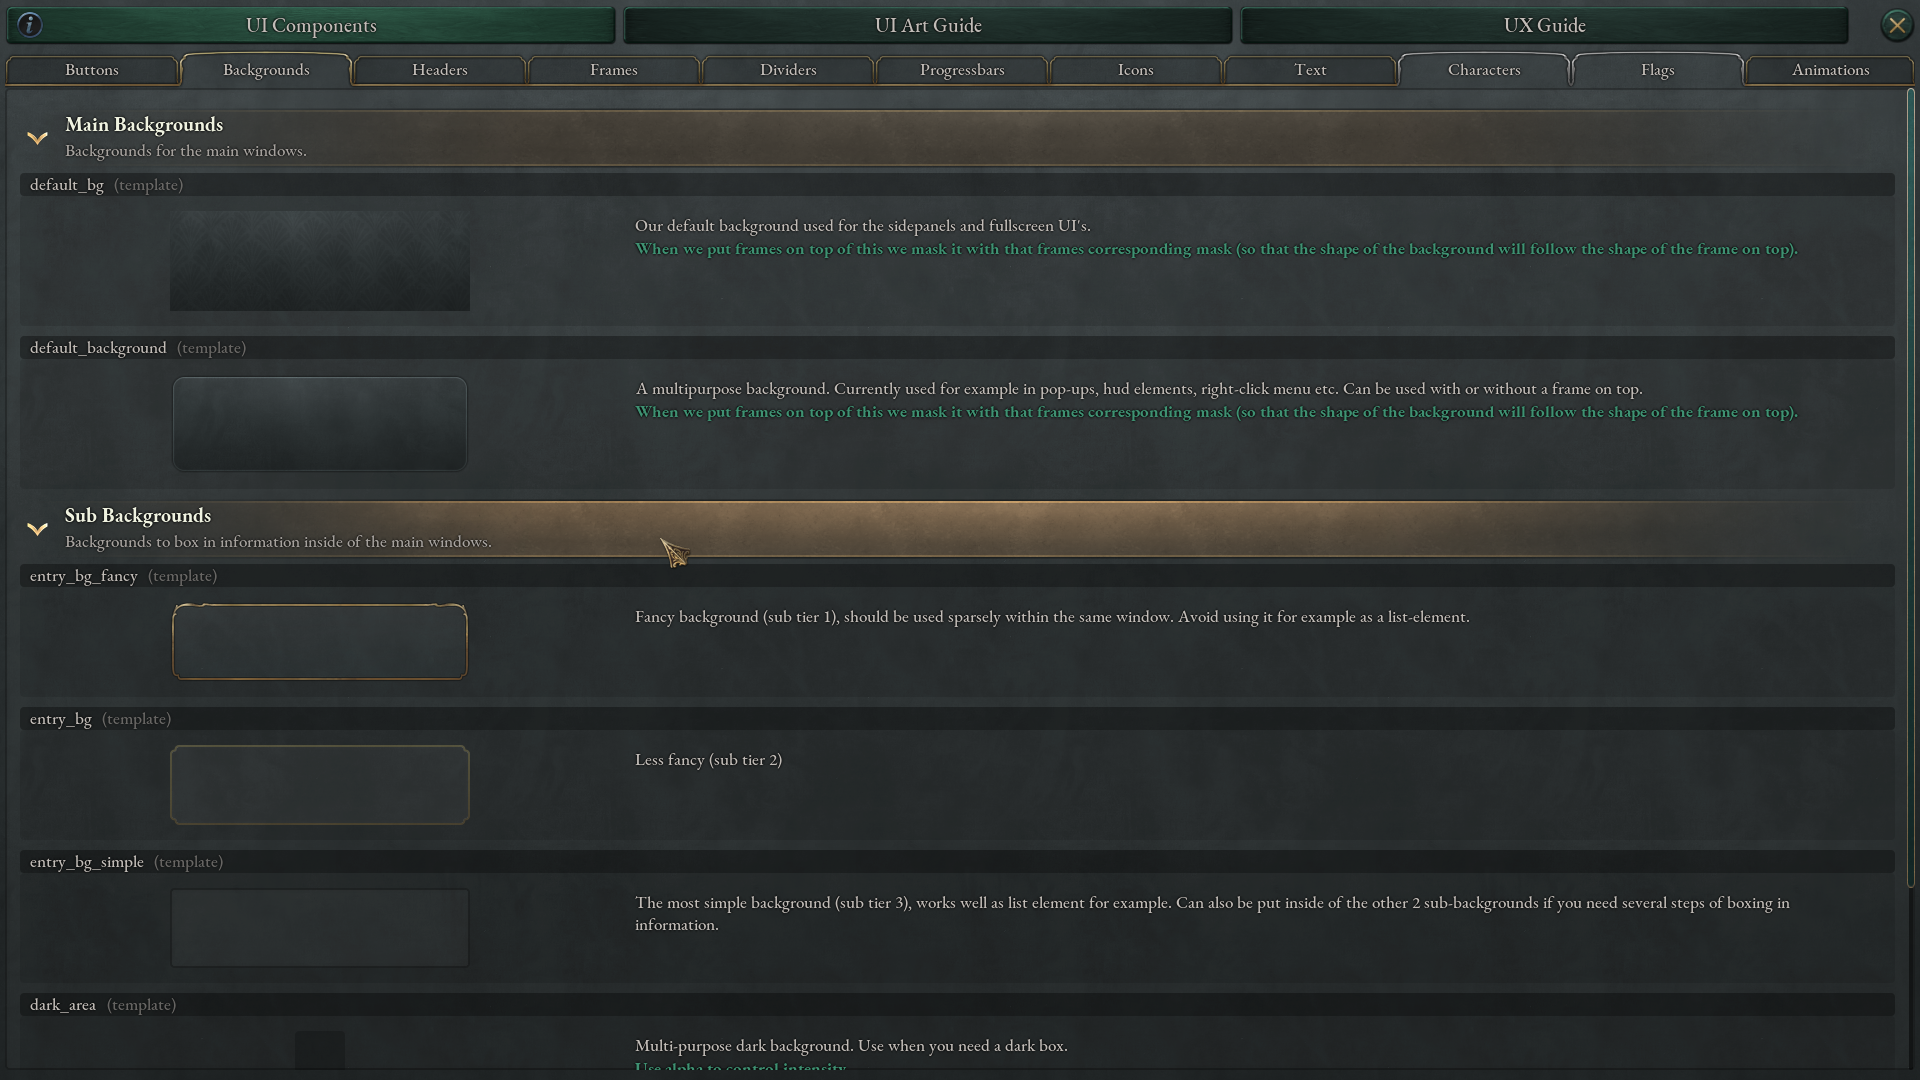 UI Components
UI Art Guide
UX Guide
Buttons
Backgrounds
Headers
Frames
Dividers
Progressbars
Icons
Text
Characters
Flags
Animations
Main Backgrounds
Backgrounds for the main windows.
default_bg (template)
Our default background used for the sidepanels and fullscreen UI's.
When we put frames on top of this we mask it with that frames corresponding mask (so that the shape of the background will follow the shape of the frame on top).
default_background (template)
A multipurpose background. Currently used for example in pop-ups, hud elements, right-click menu etc. Can be used with or without a frame on top.
When we put frames on top of this we mask it with that frames corresponding mask (so that the shape of the background will follow the shape of the frame on top).
Sub Backgrounds
Backgrounds to box in information inside of the main windows.
entry_bg_fancy (template)
Fancy background (sub tier 1), should be used sparsely within the same window. Avoid using it for example as a list-element.
entry_bg (template)
Less fancy (sub tier 2)
entry_bg_simple (template)
The most simple background (sub tier 3), works well as list element for example. Can also be put inside of the other 2 sub-backgrounds if you need several steps of boxing in
information.
dark_area (template)
Multi-purpose dark background. Use when you need a dark box.
Use alpha to control intensity